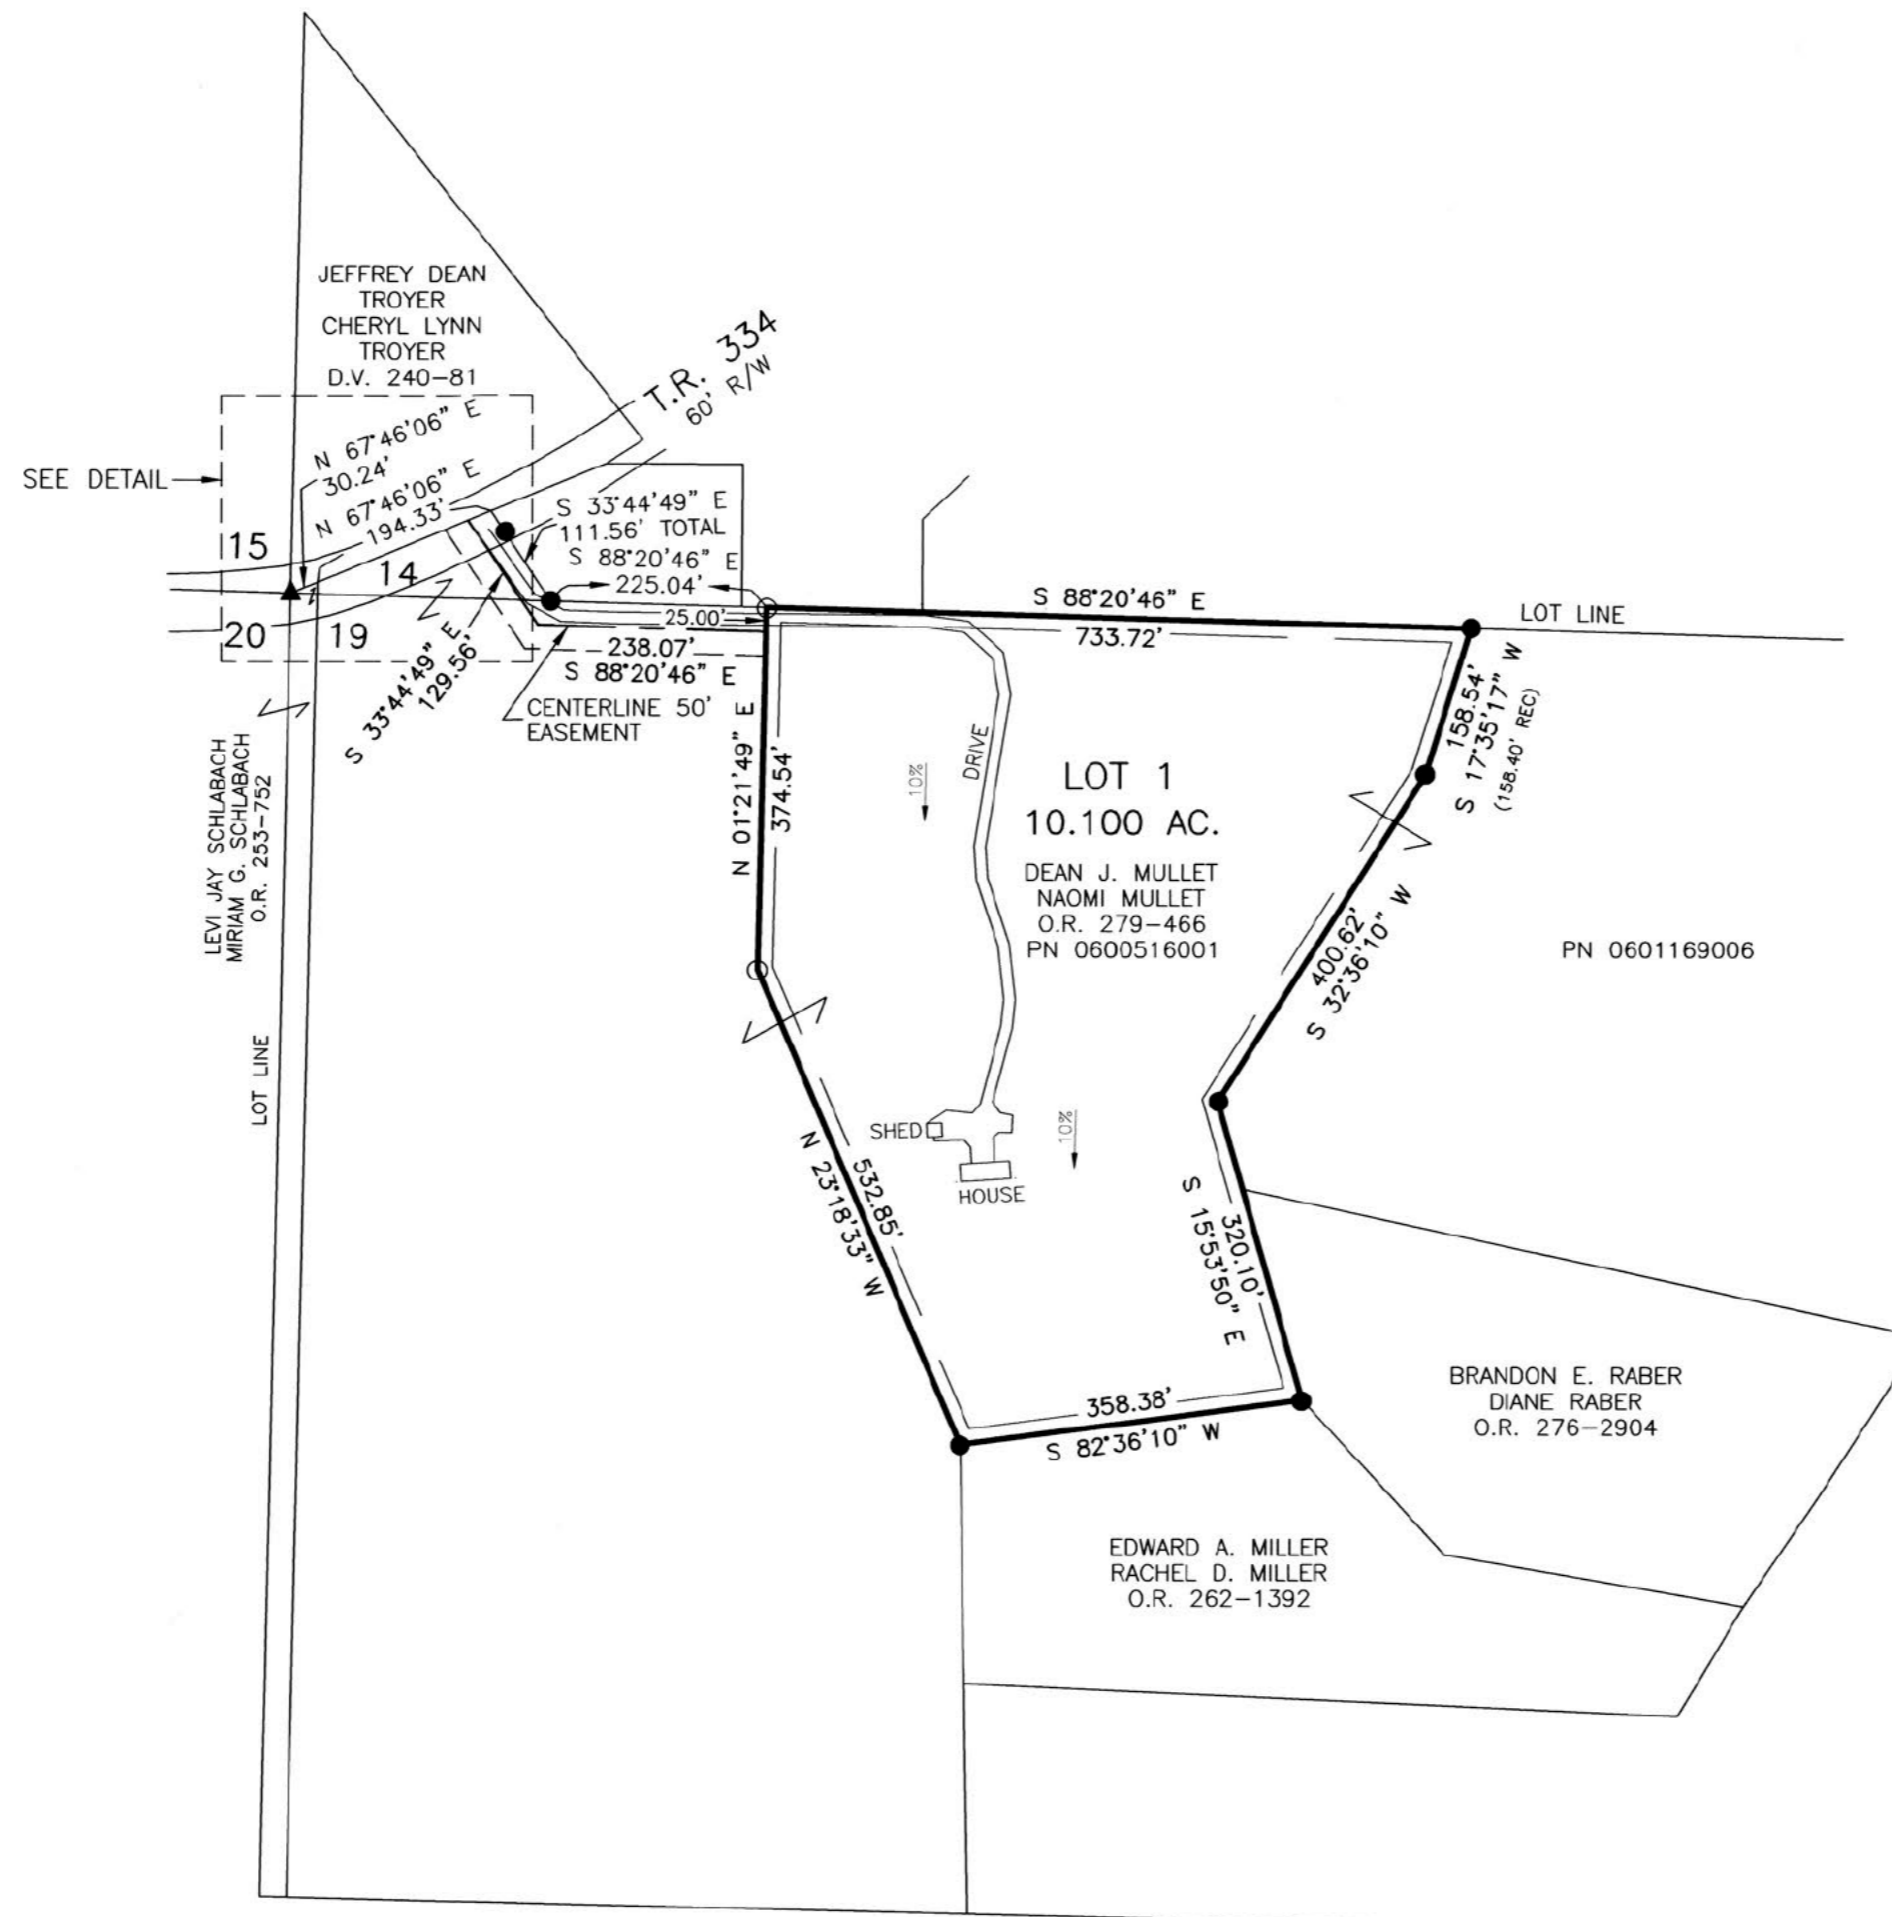 JEFFREY DEAN
TROYER
CHERYL LYNN
TROYER
D.V. 240-81
T.R. 334
60' R/W
N 67°46'06" E
30.24'
SEE DETAIL
N 67°46'06" E
194.33'
S 33°44'49" E
111.56' TOTAL
S 88°20'46" E
225.04'
15
14
20
19
25.00'
238.07'
S 88°20'46" E
S 33°44'49" E
129.56'
CENTERLINE 50'
EASEMENT
S 88°20'46" E
733.72'
LOT LINE
158.54'
S 17°35'17" W
(158.40' REC)
N 01°21'49" E
374.54'
10%
DRIVE
LOT 1
10.100 AC.
DEAN J. MULLET
NAOMI MULLET
O.R. 279-466
PN 0600516001
LEVI JAY SCHLABACH
MIRIAM G. SCHLABACH
O.R. 253-752
400.62'
S 32°36'10" W
PN 0601169006
LOT LINE
SHED
HOUSE
10%
532.85'
N 23°18'33" W
320.10'
S 15°53'50" E
358.38'
S 82°36'10" W
BRANDON E. RABER
DIANE RABER
O.R. 276-2904
EDWARD A. MILLER
RACHEL D. MILLER
O.R. 262-1392